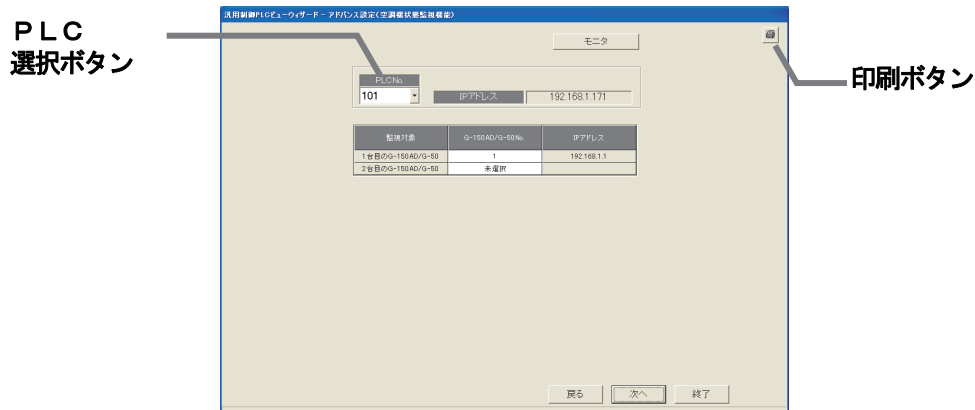 汎用制御PLCビューウィザード - アドバンス設定(空調機状態監視機能)
ＰＬＣ
選択ボタン
モニタ
印刷ボタン
PLCNo.
101
IPアドレス
192.168.1.171
監視対象 G-150AD/G-50No. IPアドレス
1台目のG-150AD/G-50 1 192.168.1.1
2台目のG-150AD/G-50 未選択
戻る 次へ 終了